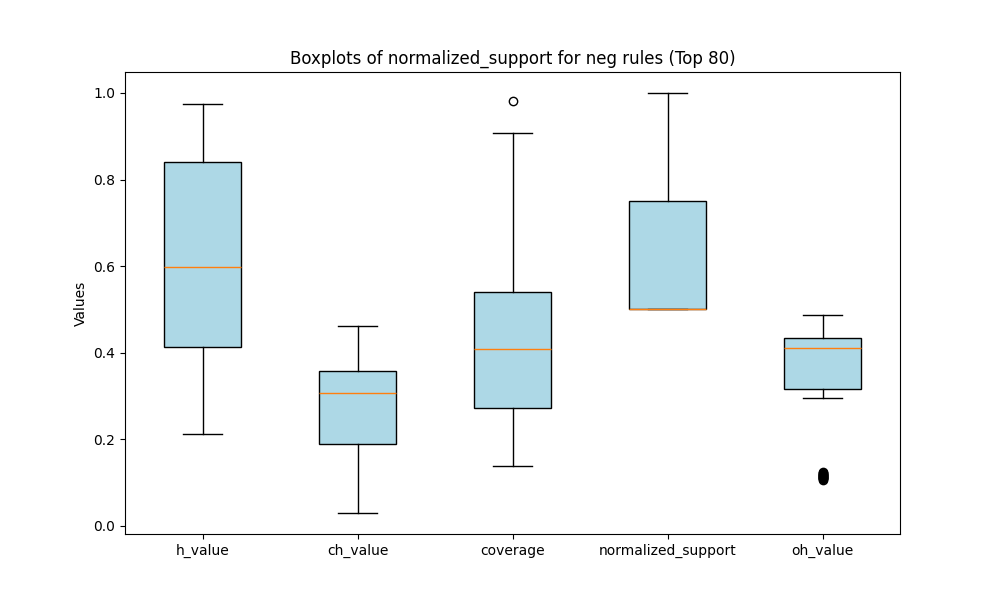 Boxplots of normalized_support for neg rules (Top 80)
Values
1.0
0.8
0.6
0.4
0.2
0.0
h_value ch_value coverage normalized_support oh_value